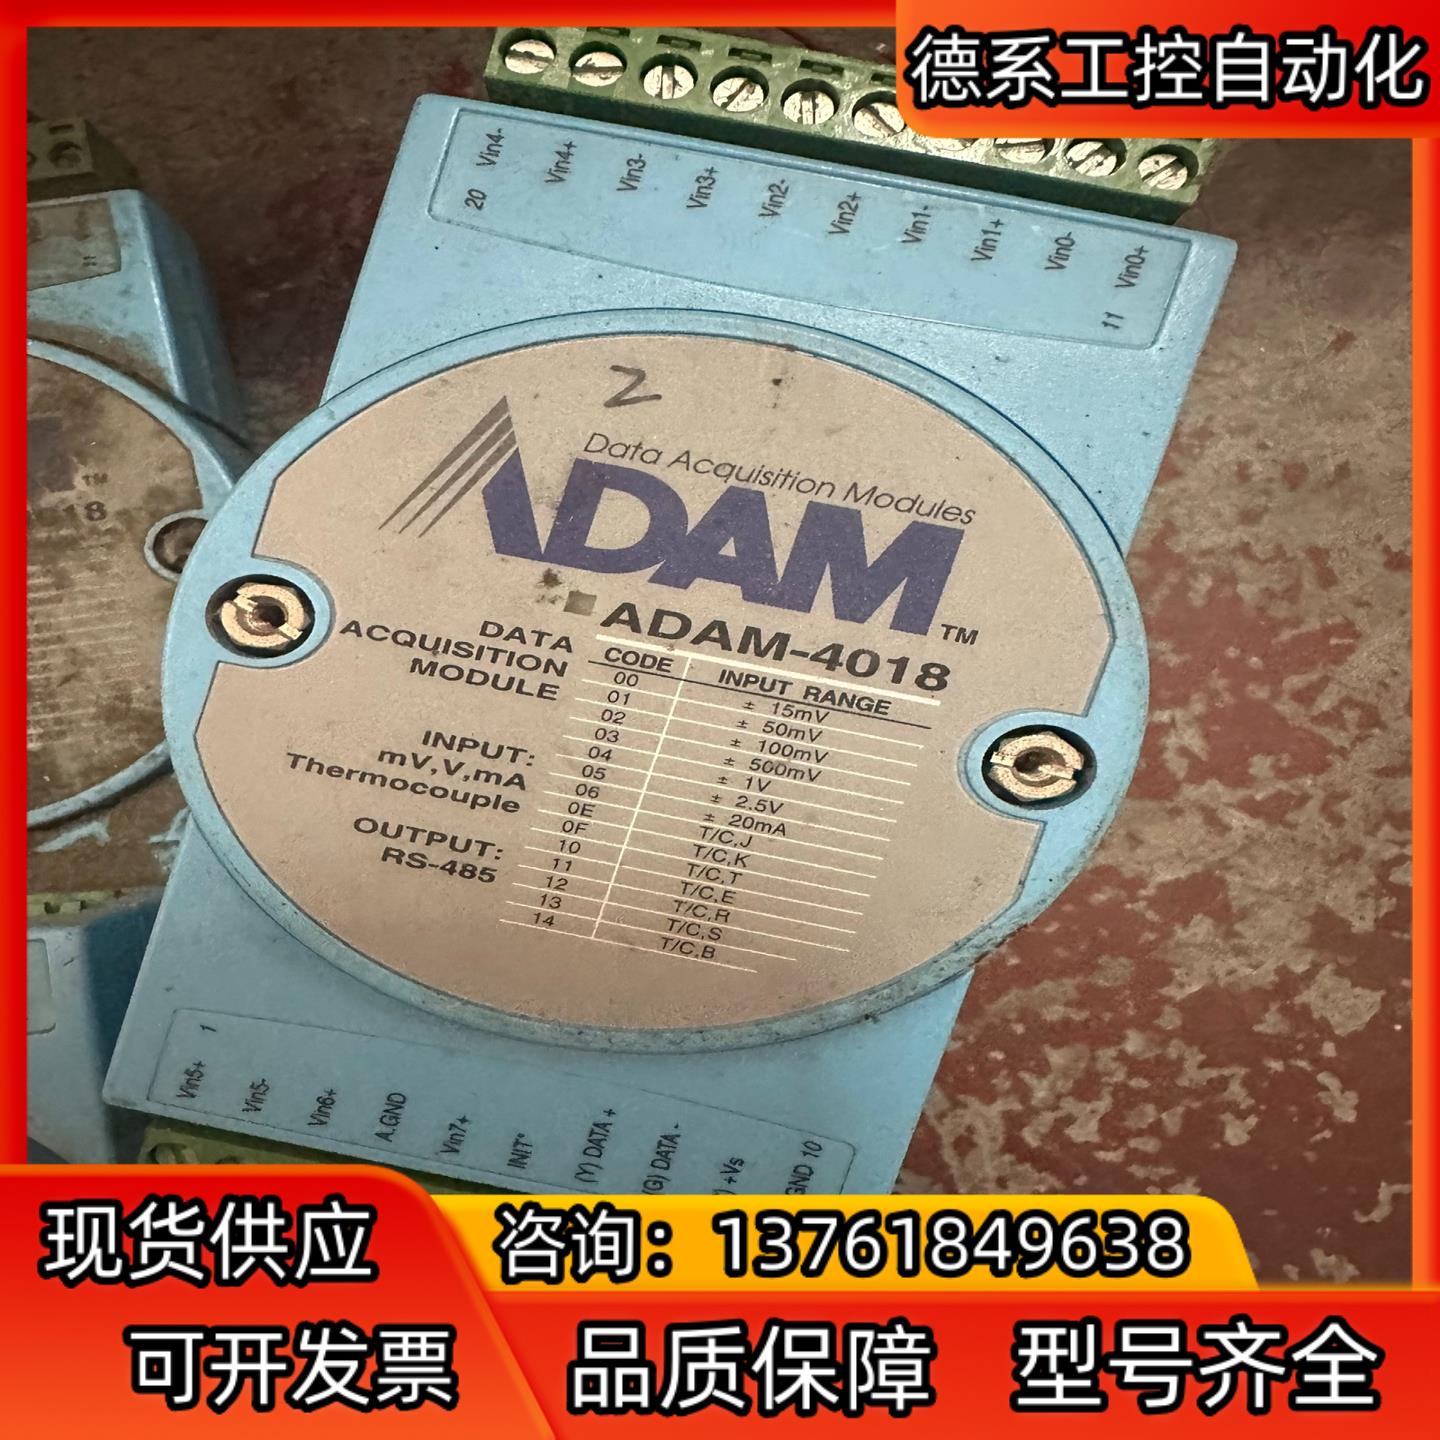 德系工控自动化
Vin4-
Vin4+
Vin3-
Vin3+
Vin2-
Vin2+
Vin1-
Vin1+
Vin0-
Vin0+
20
11
2
Data Acquisition Modules
ADAM™
ADAM-4018
DATA
ACQUISITION
MODULE
INPUT:
mV,V,mA
Thermocouple
OUTPUT:
RS-485
CODE INPUT RANGE
00 ± 15mV
01 ± 50mV
02 ± 100mV
03 ± 500mV
04 ± 1V
05 ± 2.5V
06 ± 20mA
0E T/C,J
0F T/C,K
10 T/C,T
11 T/C,E
12 T/C,R
13 T/C,S
14 T/C,B
TM
8
1
Vin5+
Vin5-
Vin6+
A.GND
Vin7+
INIT*
(Y) DATA +
(G) DATA -
) +Vs
GND 10
现货供应
咨询：13761849638
可开发票
品质保障
型号齐全